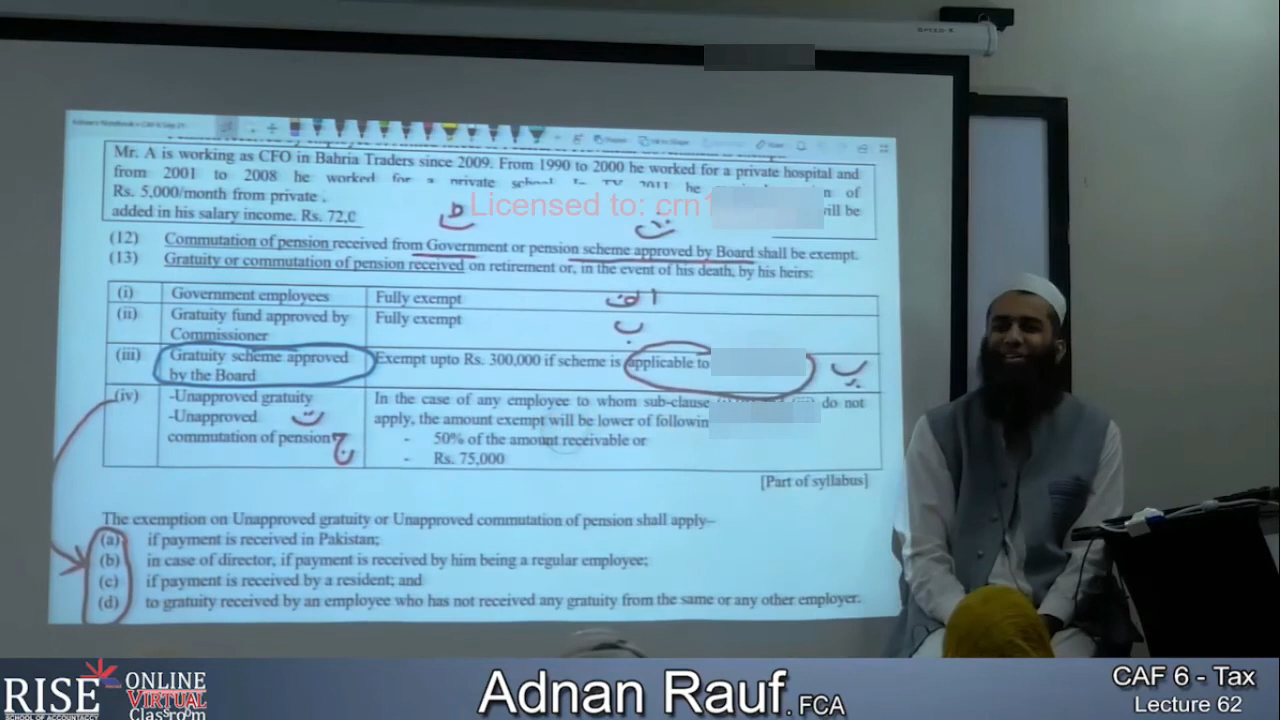 SPEED-X
Mr. A is working as CFO in Bahria Traders since 2009. From 1990 to 2000 he worked for a private hospital and
from 2001 to 2008 he worked for a private school he of
Rs. 5,000/month from private will be
added in his salary income. Rs. 72,0
Licensed to: crn1
(12) Commutation of pension received from Government or pension scheme approved by Board shall be exempt.
(13) Gratuity or commutation of pension received on retirement or, in the event of his death, by his heirs:
(i) Government employees Fully exempt الف
(ii) Gratuity fund approved by Fully exempt ب
Commissioner
(iii) Gratuity scheme approved Exempt upto Rs. 300,000 if scheme is applicable to پ
by the Board
(iv) -Unapproved gratuity In the case of any employee to whom sub-clause do not
-Unapproved ت apply, the amount exempt will be lower of followin
commutation of pension ج - 50% of the amount receivable or
- Rs. 75,000
[Part of syllabus]
The exemption on Unapproved gratuity or Unapproved commutation of pension shall apply–
(a) if payment is received in Pakistan;
(b) in case of director, if payment is received by him being a regular employee;
(c) if payment is received by a resident; and
(d) to gratuity received by an employee who has not received any gratuity from the same or any other employer.
RISE
SCHOOL OF ACCOUNTANCY
ONLINE
VIRTUAL
Classroom
Adnan Rauf. FCA
CAF 6 - Tax
Lecture 62